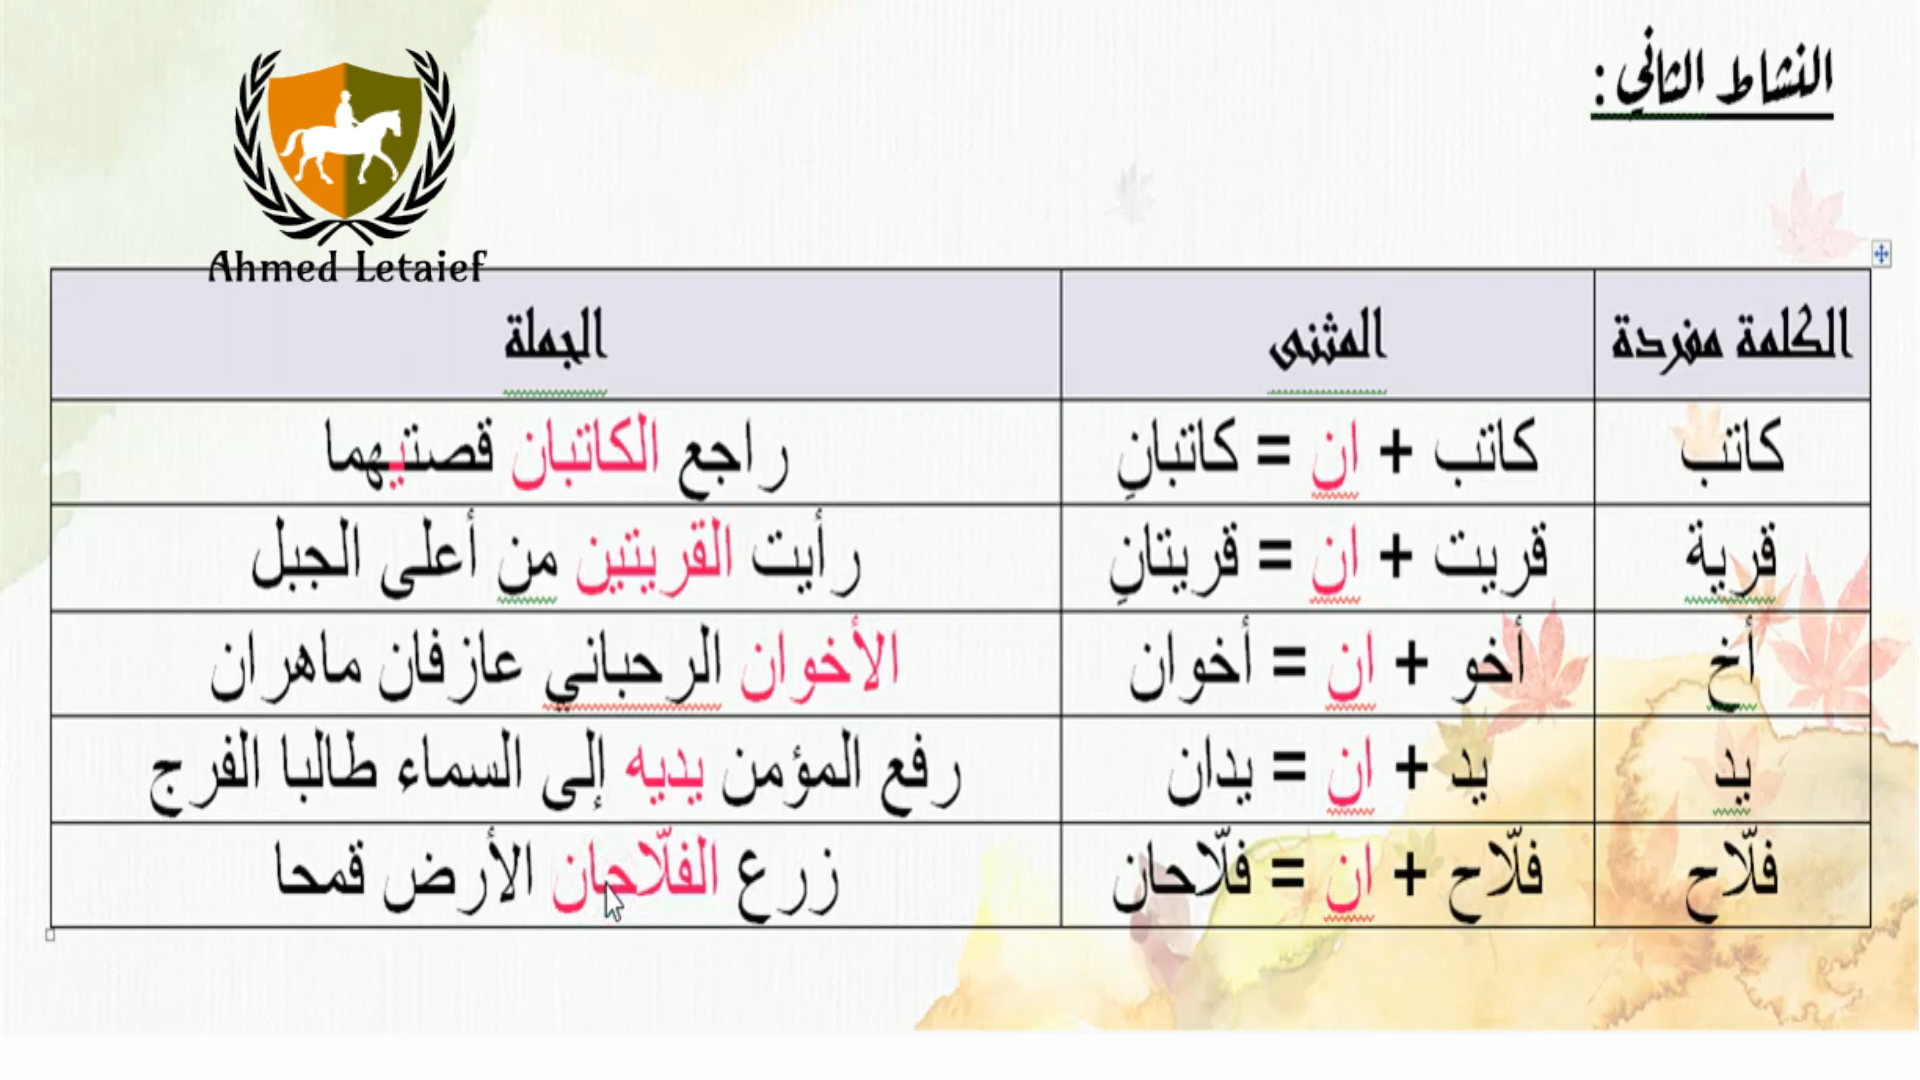 النشاط الثاني :
Ahmed Letaief
الكلمة مفردة المثنى الجملة
كاتب كاتب + ان = كاتبانِ راجع الكاتبان قصتيهما
قرية قريت + ان = قريتانِ رأيت القريتين من أعلى الجبل
أخ أخو + ان = أخوان الأخوان الرحباني عازفان ماهران
يد يد + ان = يدان رفع المؤمن يديه إلى السماء طالبا الفرج
فلّاح فلّاح + ان = فلّاحان زرع الفلّاحان الأرض قمحا